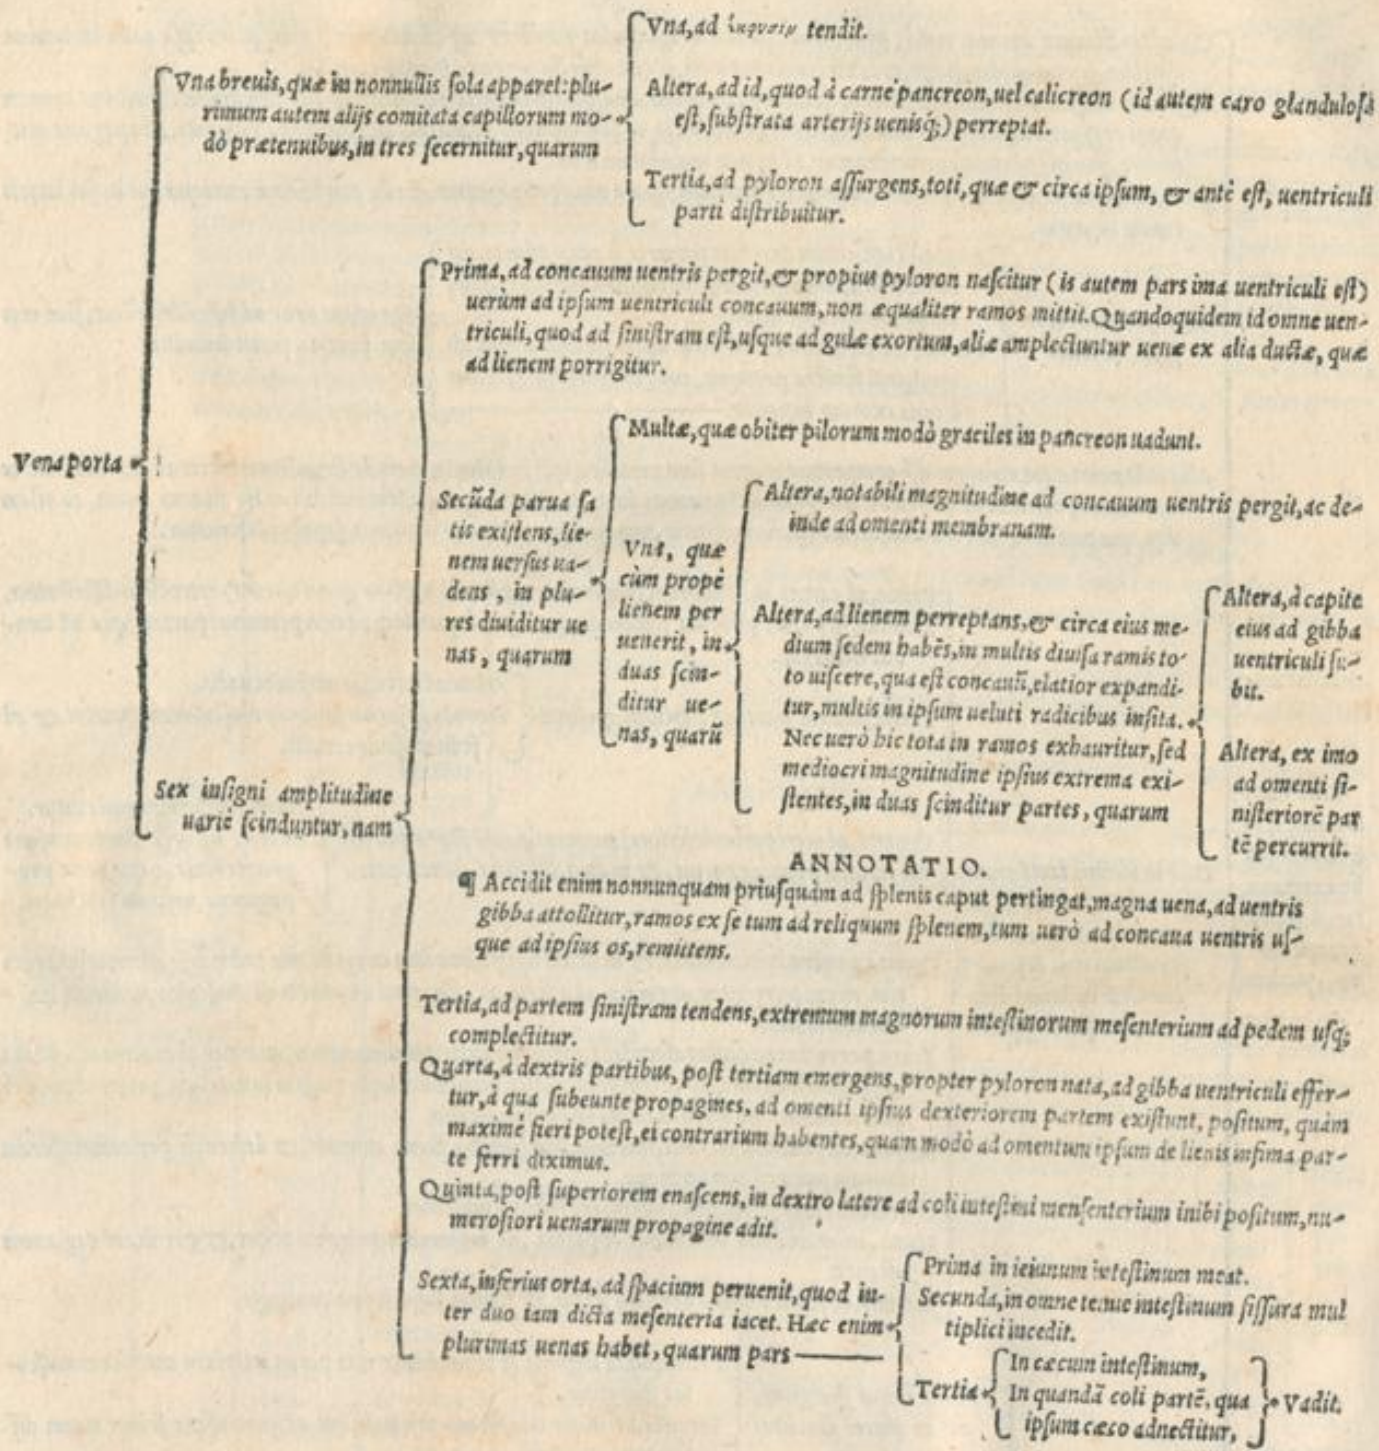 Vna, ad ἔκφυσιν tendit.
Vna breuis, quæ in nonnullis ſola apparet: plu-
rimum autem alijs comitata capillorum mo-
dò prætenuibus, in tres ſecernitur, quarum
Altera, ad id, quod à carne pancreon, uel calicreon (id autem caro glanduloſa
eſt, ſubſtrata arterijs uenisq́;) perreptat.
Tertia, ad pyloron aſſurgens, toti, quæ & circa ipſum, & antè eſt, uentriculi
parti diſtribuitur.
Vena porta
Sex inſigni amplitudine
uariè ſcinduntur, nam
Prima, ad concauum uentris pergit, & propius pyloron naſcitur (is autem pars ima uentriculi eſt)
uerùm ad ipſum uentriculi concauum, non æqualiter ramos mittit. Quandoquidem id omne uen-
triculi, quod ad ſiniſtram eſt, uſque ad gulæ exortum, aliæ amplectuntur uenæ ex alia ductæ, quæ
ad lienem porrigitur.
Secūda parua ſa
tis exiſtens, lie-
nem uerſus ua-
dens, in plu-
res diuiditur ue
nas, quarum
Multæ, quæ obiter pilorum modò graciles in pancreon uadunt.
Vna, quæ
cùm propè
lienem per
uenerit, in
duas ſcin-
ditur ue-
nas, quarū
Altera, notabili magnitudine ad concauum uentris pergit, ac de-
inde ad omenti membranam.
Altera, ad lienem perreptans, & circa eius me-
dium ſedem habēs, in multis diuiſa ramis to-
to uiſcere, qua eſt concauū, elatior expandi-
tur, multis in ipſum ueluti radicibus inſita.
Nec uerò hic tota in ramos exhauritur, ſed
mediocri magnitudine ipſius extrema exi-
ſtentes, in duas ſcinditur partes, quarum
Altera, à capite
eius ad gibba
uentriculi ſu-
bit.
Altera, ex imo
ad omenti ſi-
niſteriorē par
tē percurrit.
ANNOTATIO.
¶ Accidit enim nonnunquam priuſquàm ad ſplenis caput pertingat, magna uena, ad uentris
gibba attollitur, ramos ex ſe tum ad reliquum ſplenem, tum uerò ad concaua uentris uſ-
que ad ipſius os, remittens.
Tertia, ad partem ſiniſtram tendens, extremum magnorum inteſtinorum meſenterium ad pedem uſq;
complectitur.
Quarta, à dextris partibus, poſt tertiam emergens, propter pyloron nata, ad gibba uentriculi effer-
tur, à qua ſubeunte propagines, ad omenti ipſius dexteriorem partem exiſtunt, poſitum, quàm
maximè fieri poteſt, ei contrarium habentes, quam modò ad omentum ipſum de lienis infima par-
te ferri diximus.
Quinta, poſt ſuperiorem enaſcens, in dextro latere ad coli inteſtini menſenterium inibi poſitum, nu-
meroſiori uenarum propagine adit.
Sexta, inferius orta, ad ſpacium peruenit, quod in-
ter duo iam dicta meſenteria iacet. Hæc enim
plurimas uenas habet, quarum pars
Prima in ieiunum inteſtinum meat.
Secunda, in omne tenue inteſtinum fiſſura mul
tiplici incedit.
Tertia
In cæcum inteſtinum,
In quandā coli partē, qua
ipſum cæco adnectitur,
Vadit.